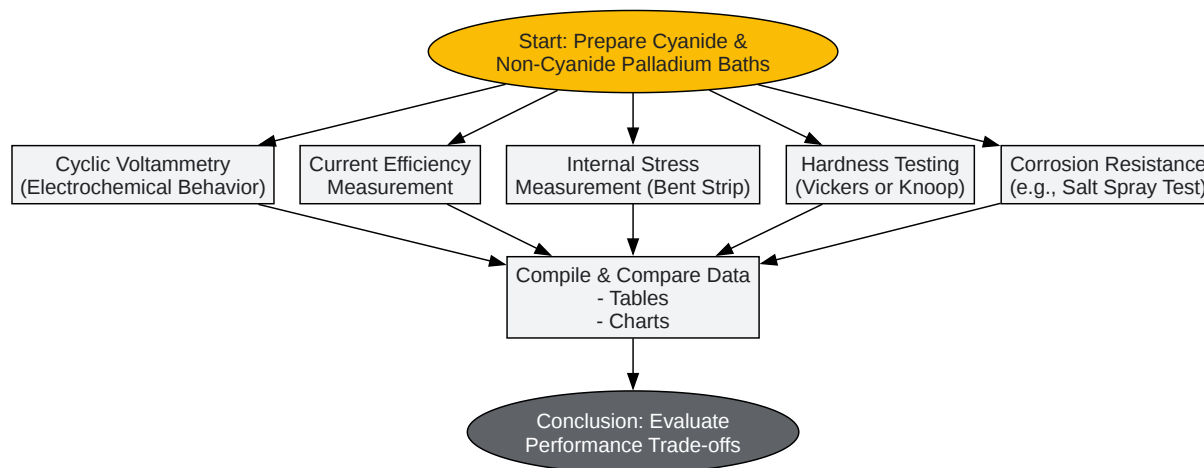 Start: Prepare Cyanide &
Non-Cyanide Palladium Baths
Cyclic Voltammetry
(Electrochemical Behavior)
Current Efficiency
Measurement
Internal Stress
Measurement (Bent Strip)
Hardness Testing
(Vickers or Knoop)
Corrosion Resistance
(e.g., Salt Spray Test)
Compile & Compare Data
- Tables
- Charts
Conclusion: Evaluate
Performance Trade-offs